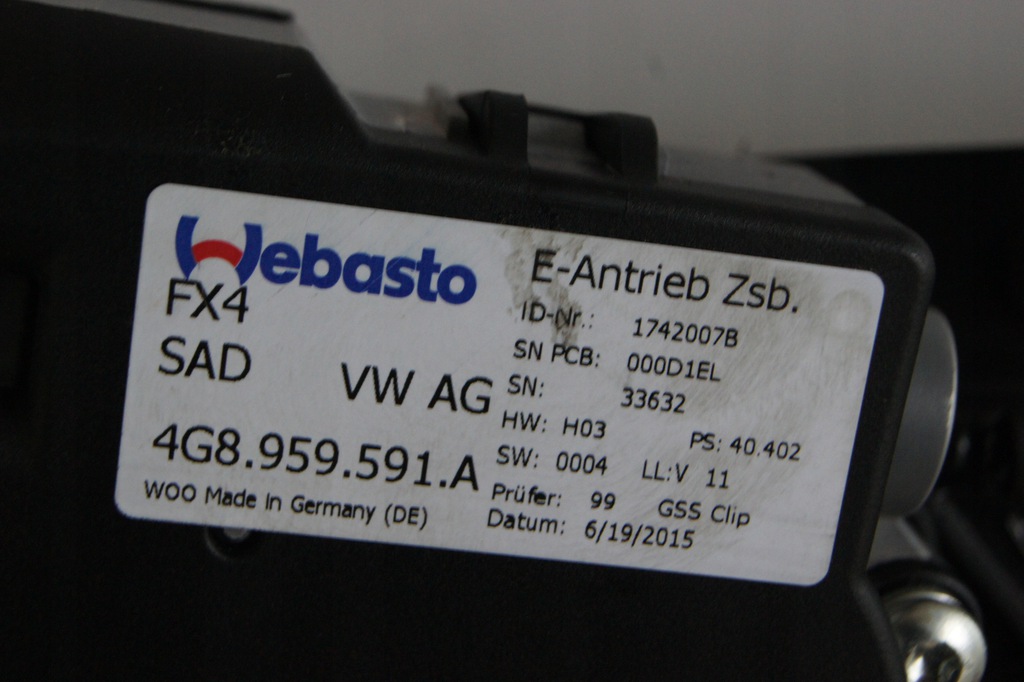 Webasto
FX4
SAD
VW AG
4G8.959.591.A
WOO Made In Germany (DE)
E-Antrieb Zsb.
ID-Nr.: 1742007B
SN PCB: 000D1EL
SN: 33632
HW: H03 PS: 40.402
SW: 0004 LL:V 11
Prüfer: 99 GSS Clip
Datum: 6/19/2015